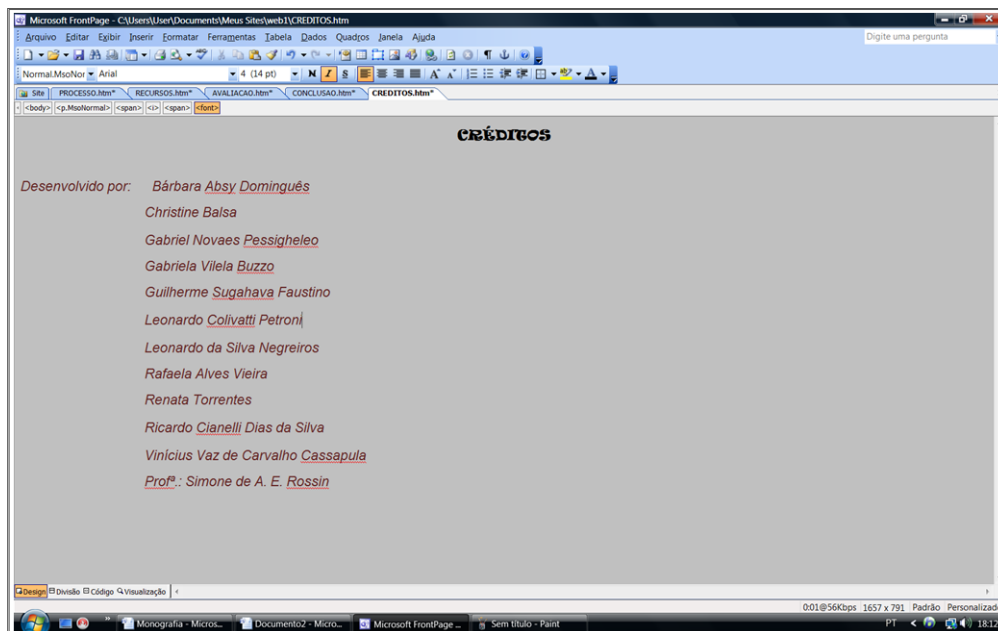 Microsoft FrontPage - C:\Users\User\Documents\Meus Sites\web1\CREDITOS.htm
Arquivo Editar Exibir Inserir Formatar Ferramentas Tabela Dados Quadros Janela Ajuda Digite uma pergunta
Normal.MsoNor Arial 4 (14 pt) N I S
Site PROCESSO.htm* RECURSOS.htm* AVALIACAO.htm* CONCLUSAO.htm* CREDITOS.htm*
<body> <p.MsoNormal> <span> <i> <span> <font>
CRÉDITOS
Desenvolvido por: Bárbara Absy Dominguês
Christine Balsa
Gabriel Novaes Pessigheleo
Gabriela Vilela Buzzo
Guilherme Sugahava Faustino
Leonardo Colivatti Petroni
Leonardo da Silva Negreiros
Rafaela Alves Vieira
Renata Torrentes
Ricardo Cianelli Dias da Silva
Vinícius Vaz de Carvalho Cassapula
Profª.: Simone de A. E. Rossin
Design Divisão Código Visualização
0:01@56Kbps 1657 x 791 Padrão Personalizad
Monografia - Micros... Documento2 - Micro... Microsoft FrontPage ... Sem título - Paint PT 18:12